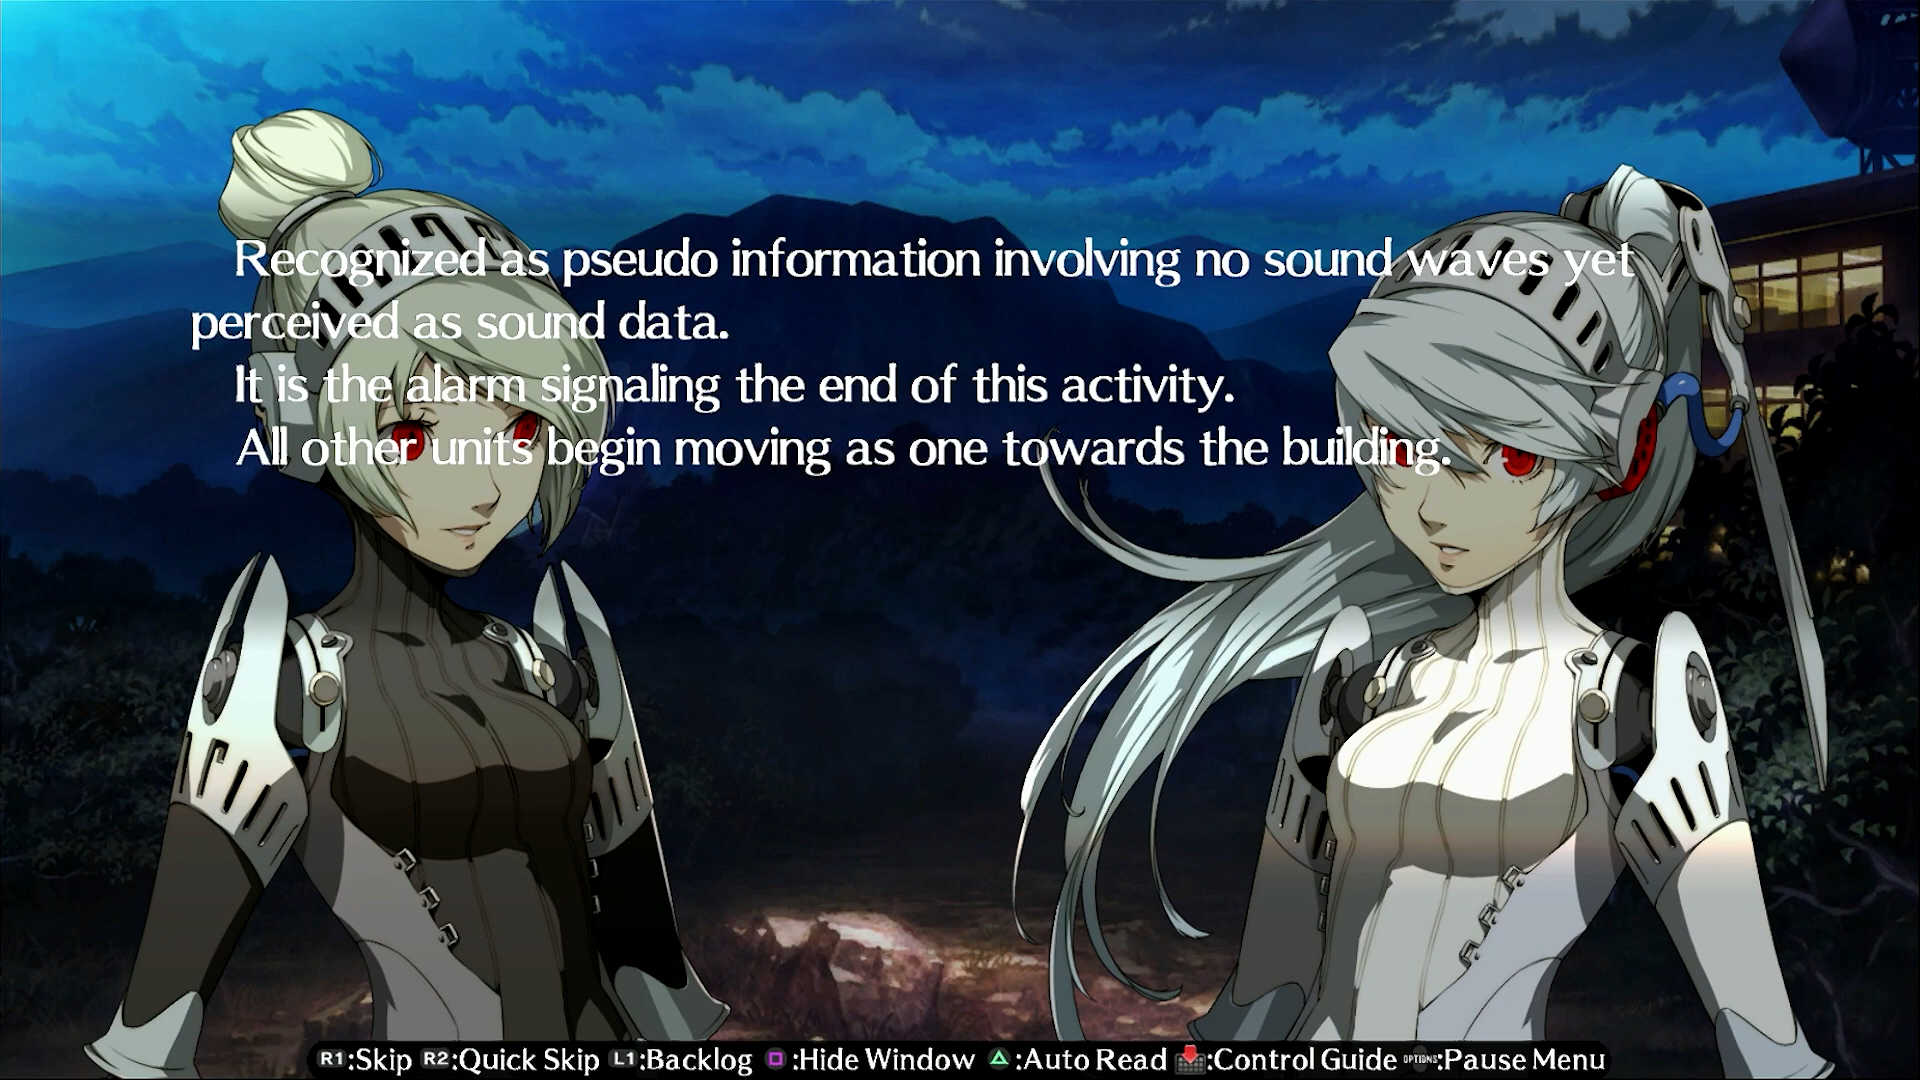 Recognized as pseudo information involving no sound waves yet
perceived as sound data.
It is the alarm signaling the end of this activity.
All other units begin moving as one towards the building.
R1:Skip R2:Quick Skip L1:Backlog :Hide Window :Auto Read :Control Guide OPTIONS:Pause Menu